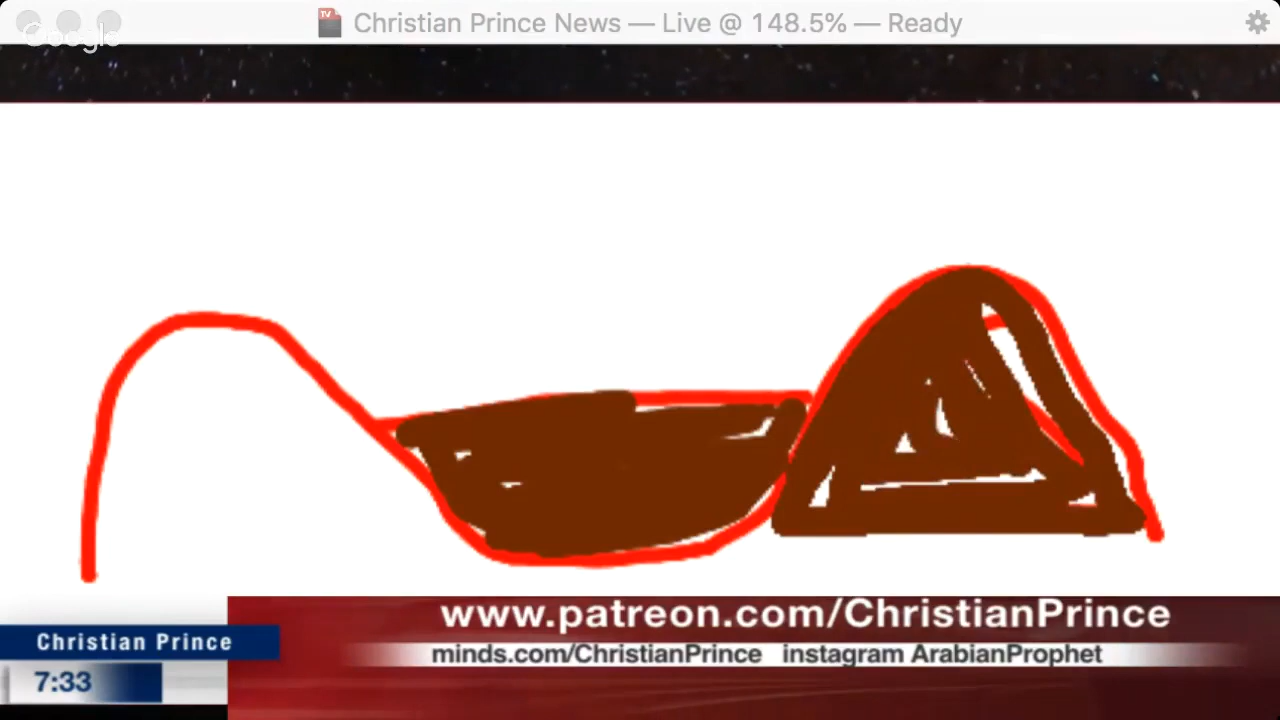 Christian Prince News — Live @ 148.5% — Ready
Google
www.patreon.com/ChristianPrince
Christian Prince
minds.com/ChristianPrince instagram ArabianProphet
7:33